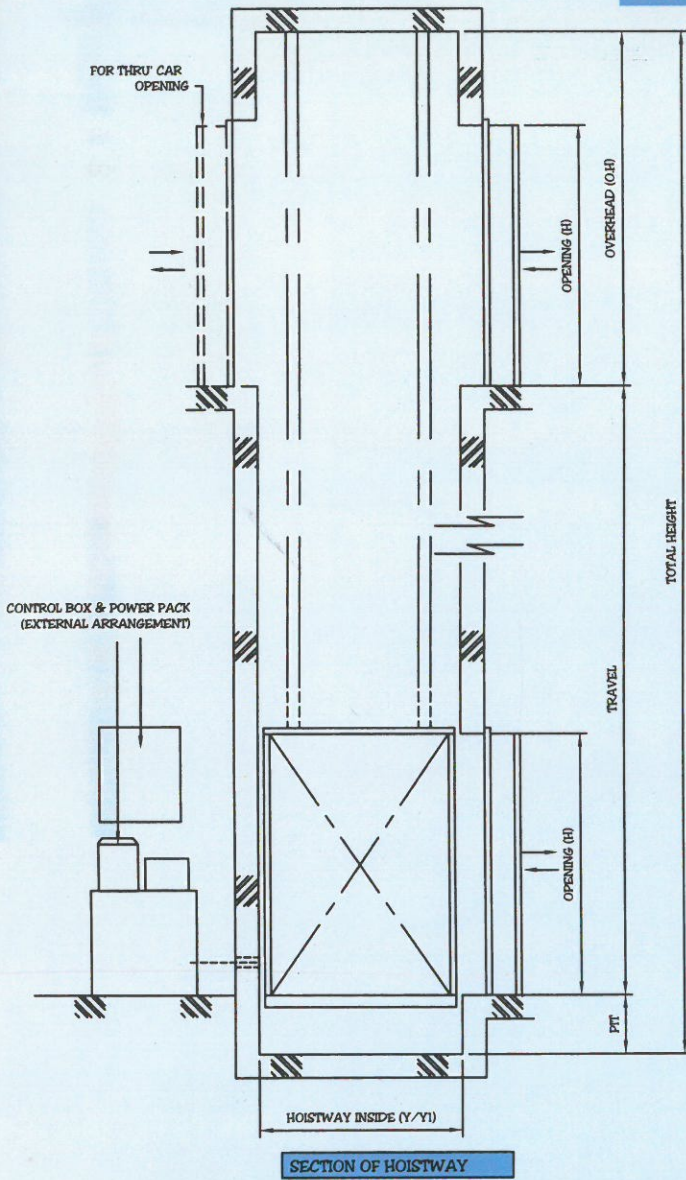 FOR THRU' CAR
OPENING
OPENING (H)
OVERHEAD (O.H)
TOTAL HEIGHT
CONTROL BOX & POWER PACK
(EXTERNAL ARRANGEMENT)
TRAVEL
OPENING (H)
PIT
HOISTWAY INSIDE (Y/Y1)
SECTION OF HOISTWAY